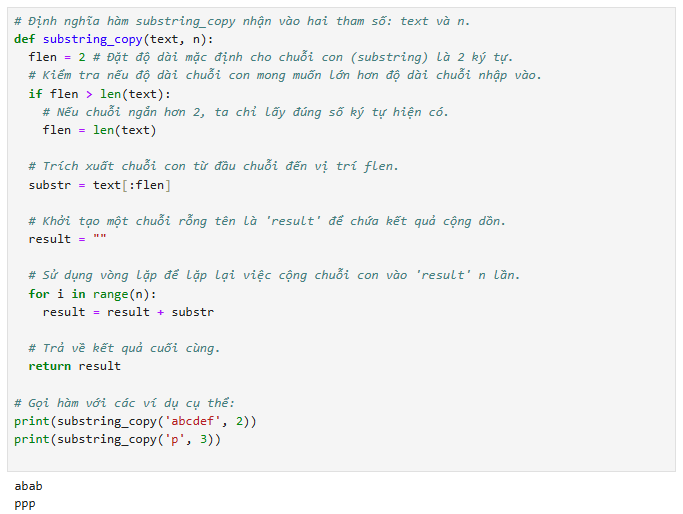 # Định nghĩa hàm substring_copy nhận vào hai tham số: text và n.
def substring_copy(text, n):
  flen = 2 # Đặt độ dài mặc định cho chuỗi con (substring) là 2 ký tự.
  # Kiểm tra nếu độ dài chuỗi con mong muốn lớn hơn độ dài chuỗi nhập vào.
  if flen > len(text):
    # Nếu chuỗi ngắn hơn 2, ta chỉ lấy đúng số ký tự hiện có.
    flen = len(text)

  # Trích xuất chuỗi con từ đầu chuỗi đến vị trí flen.
  substr = text[:flen]

  # Khởi tạo một chuỗi rỗng tên là 'result' để chứa kết quả cộng dồn.
  result = ""

  # Sử dụng vòng lặp để lặp lại việc cộng chuỗi con vào 'result' n lần.
  for i in range(n):
    result = result + substr

  # Trả về kết quả cuối cùng.
  return result

# Gọi hàm với các ví dụ cụ thể:
print(substring_copy('abcdef', 2))
print(substring_copy('p', 3))

abab
ppp